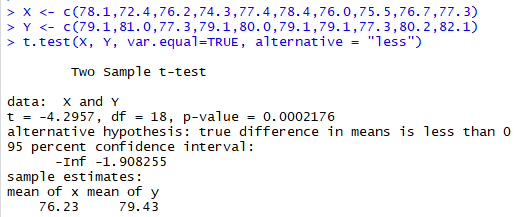 > X <- c(78.1,72.4,76.2,74.3,77.4,78.4,76.0,75.5,76.7,77.3)
> Y <- c(79.1,81.0,77.3,79.1,80.0,79.1,79.1,77.3,80.2,82.1)
> t.test(X, Y, var.equal=TRUE, alternative = "less")
Two Sample t-test
data:  X and Y
t = -4.2957, df = 18, p-value = 0.0002176
alternative hypothesis: true difference in means is less than 0
95 percent confidence interval:
-Inf -1.908255
sample estimates:
mean of x mean of y
76.23     79.43